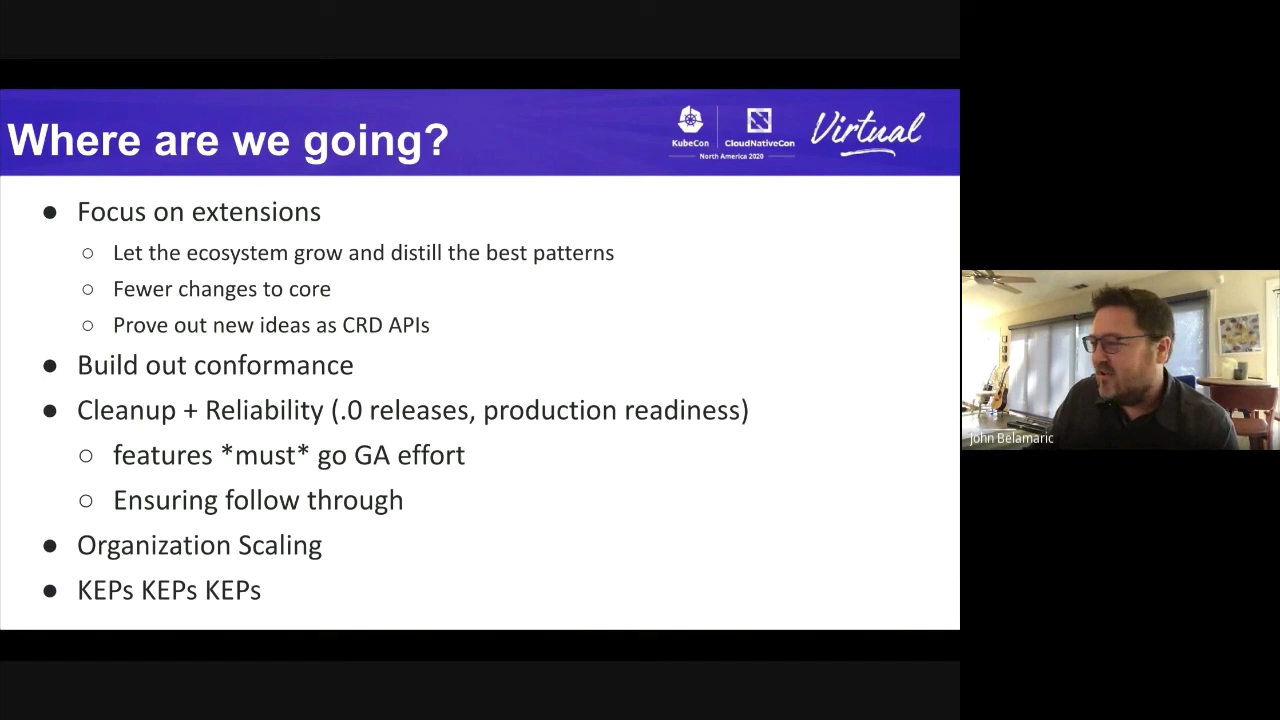 Where are we going?
KubeCon
CloudNativeCon
North America 2020
Virtual
● Focus on extensions
○ Let the ecosystem grow and distill the best patterns
○ Fewer changes to core
○ Prove out new ideas as CRD APIs
● Build out conformance
● Cleanup + Reliability (.0 releases, production readiness)
○ features *must* go GA effort
○ Ensuring follow through
● Organization Scaling
● KEPs KEPs KEPs
John Belamaric